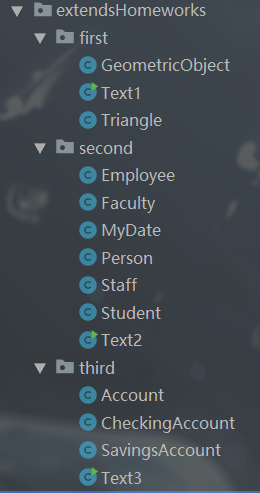 extendsHomeworks
first
GeometricObject
Text1
Triangle
second
Employee
Faculty
MyDate
Person
Staff
Student
Text2
third
Account
CheckingAccount
SavingsAccount
Text3